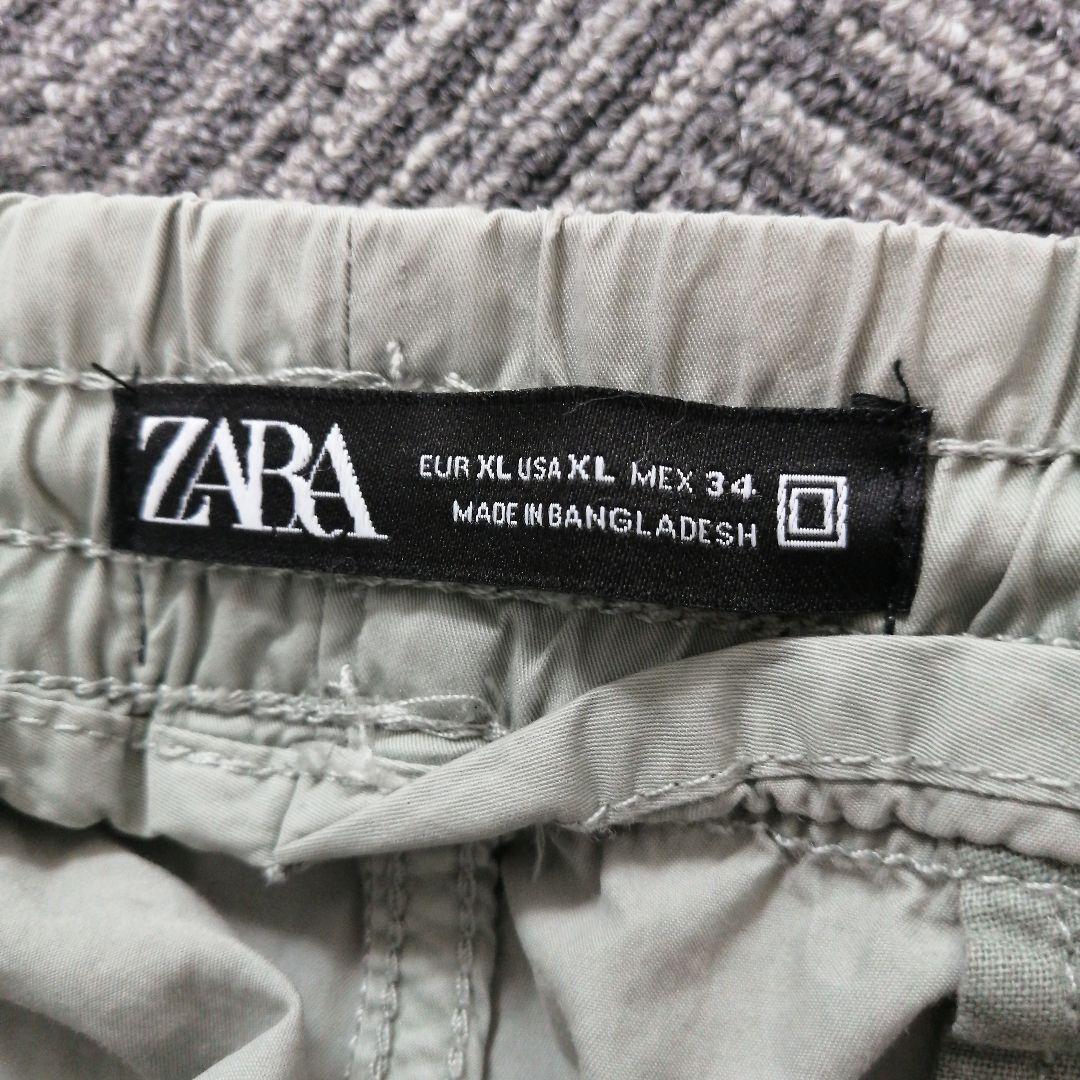 ZARA
EUR XL USA XL MEX 34
MADE IN BANGLADESH